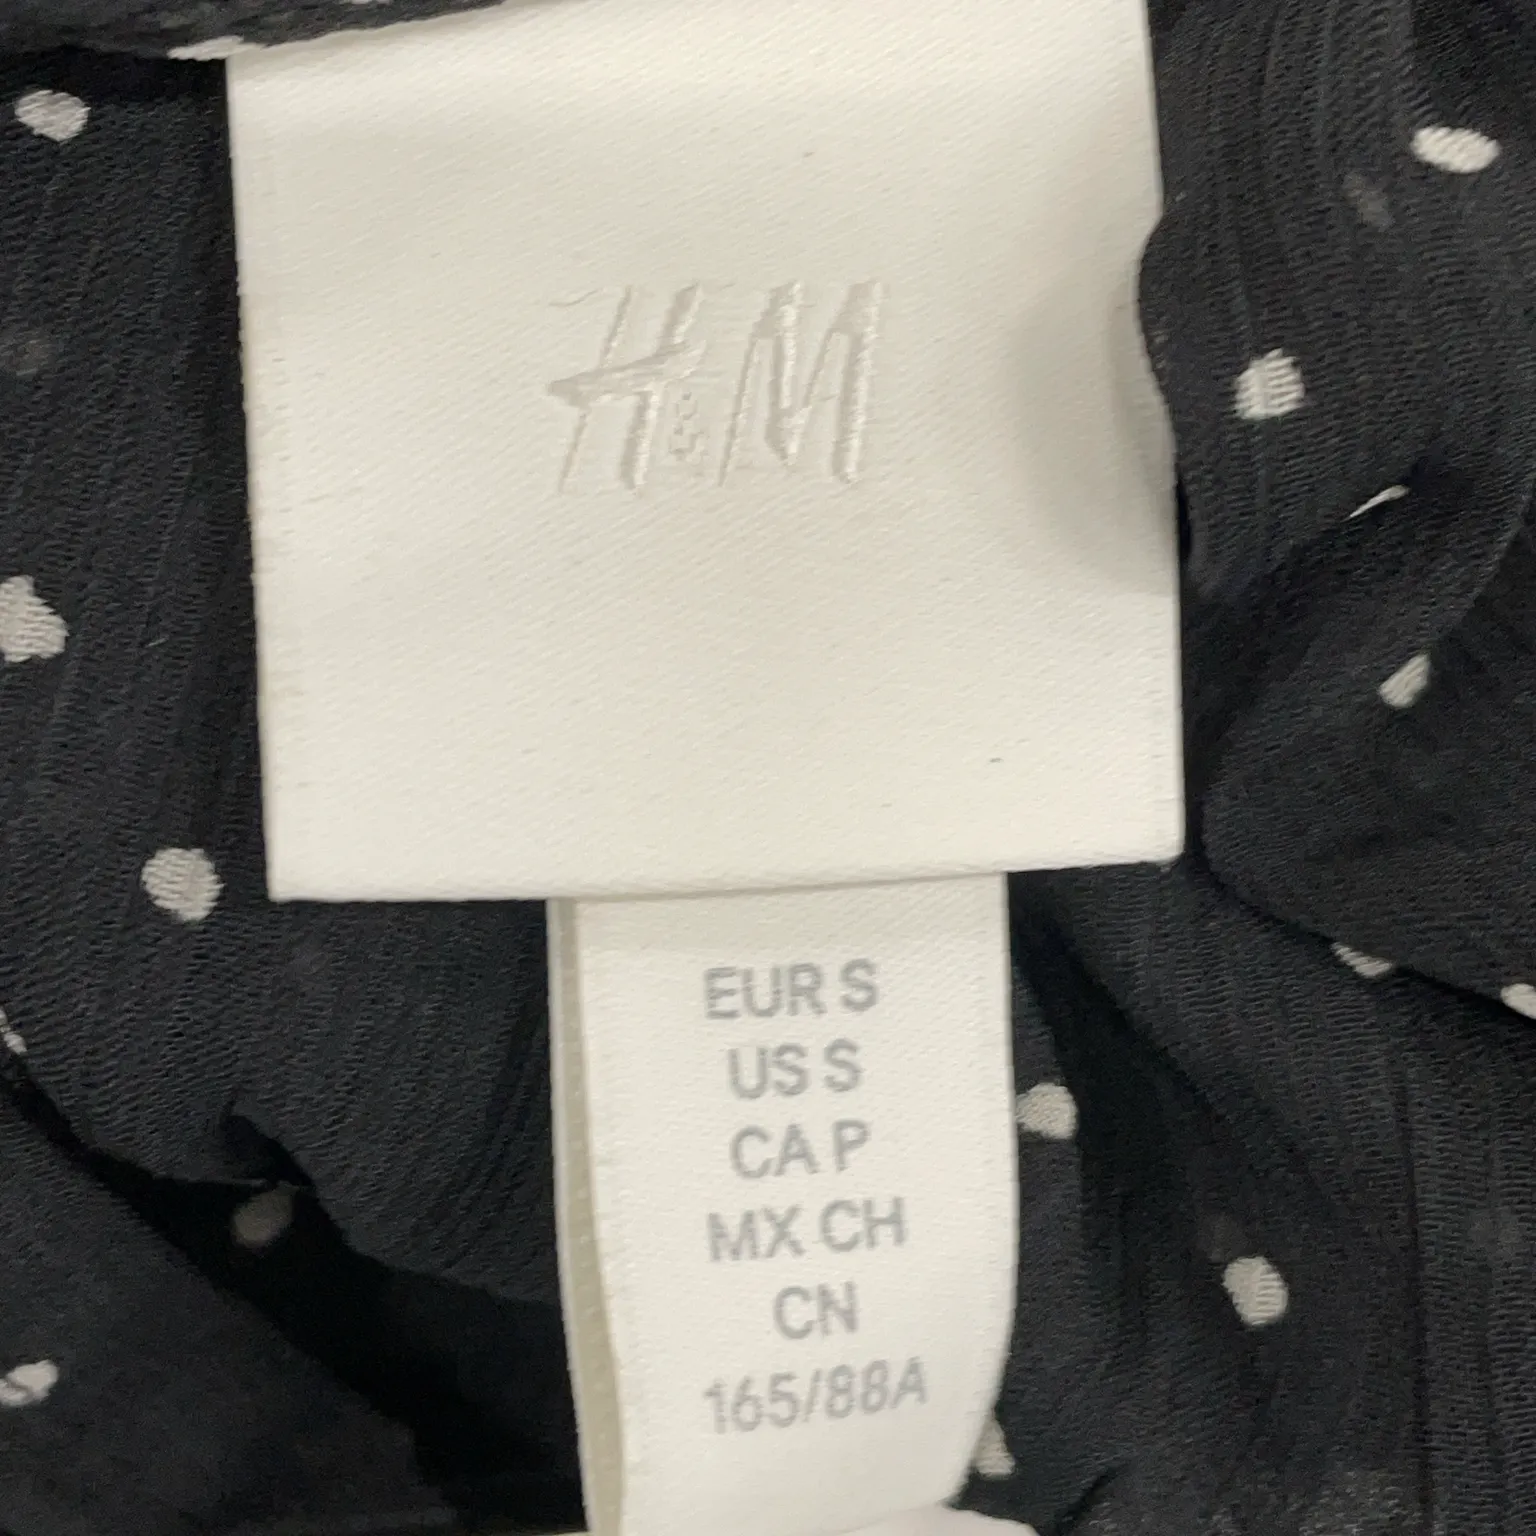 H&M
EUR S
US S
CA P
MX CH
CN
165/88A